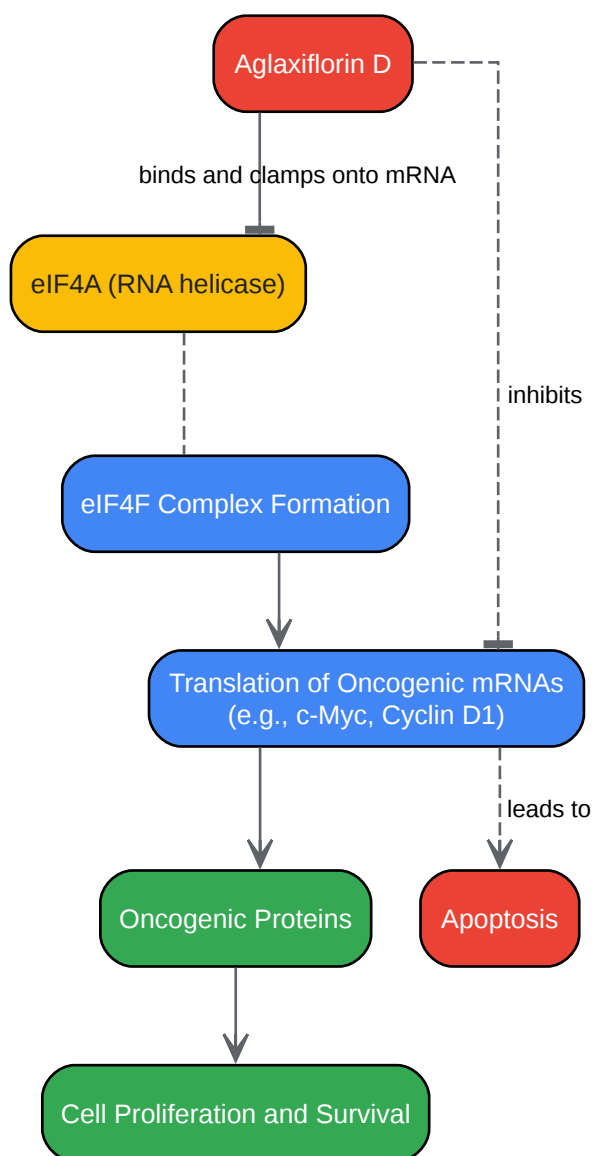 Aglaxiflorin D
binds and clamps onto mRNA
eIF4A (RNA helicase)
inhibits
eIF4F Complex Formation
Translation of Oncogenic mRNAs
(e.g., c-Myc, Cyclin D1)
leads to
Oncogenic Proteins
Apoptosis
Cell Proliferation and Survival